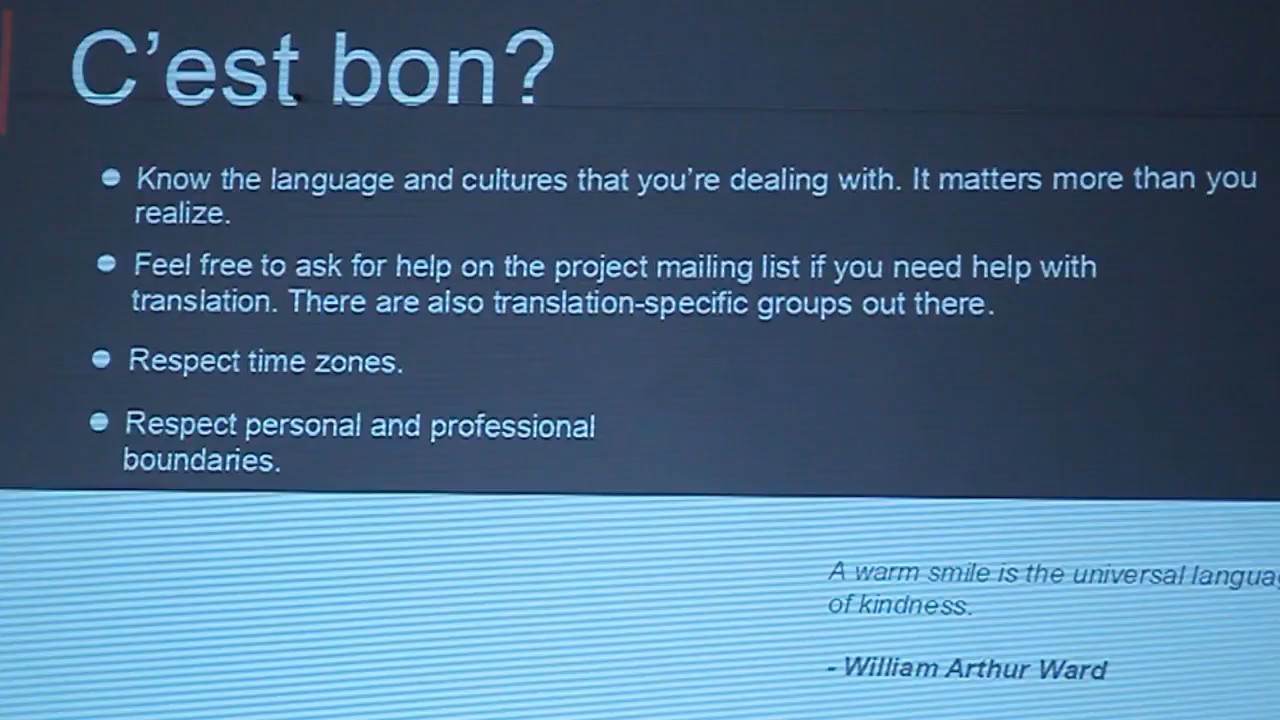 C’est bon?
● Know the language and cultures that you’re dealing with. It matters more than you
realize.
● Feel free to ask for help on the project mailing list if you need help with
translation. There are also translation-specific groups out there.
● Respect time zones.
● Respect personal and professional
boundaries.
A warm smile is the universal
of kindness.
- William Arthur Ward